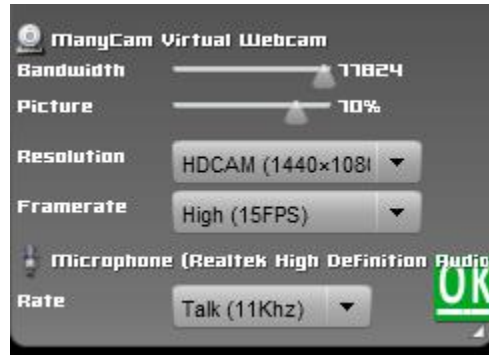 ManyCam Virtual Webcam
Bandwidth 77824
Picture 70%
Resolution HDCAM (1440×108
Framerate High (15FPS)
Microphone (Realtek High Definition Audio
Rate Talk (11Khz)
OK